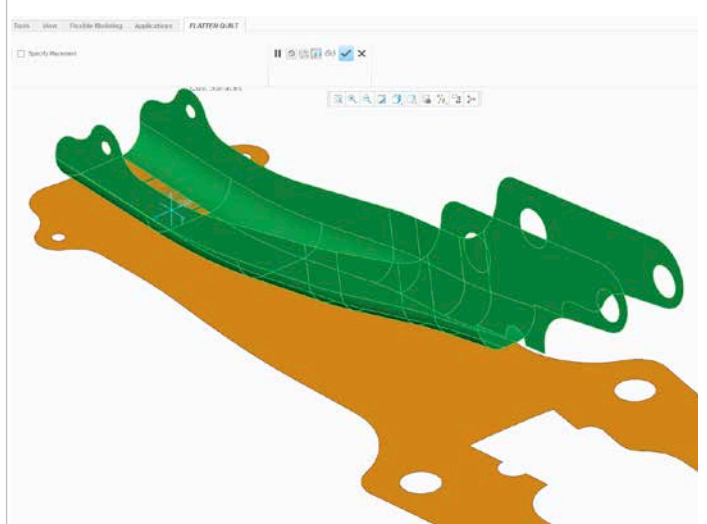 Tools View Flexible Modeling Applications FLATTEN QUILT
Specify Placement